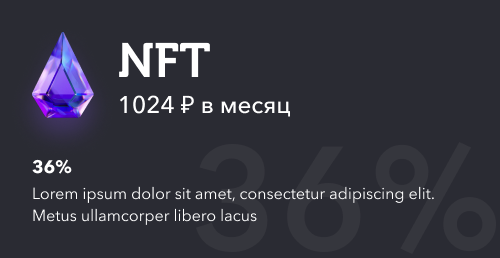 NFT
1024 ₽ в месяц
36%
36%
Lorem ipsum dolor sit amet, consectetur adipiscing elit.
Metus ullamcorper libero lacus